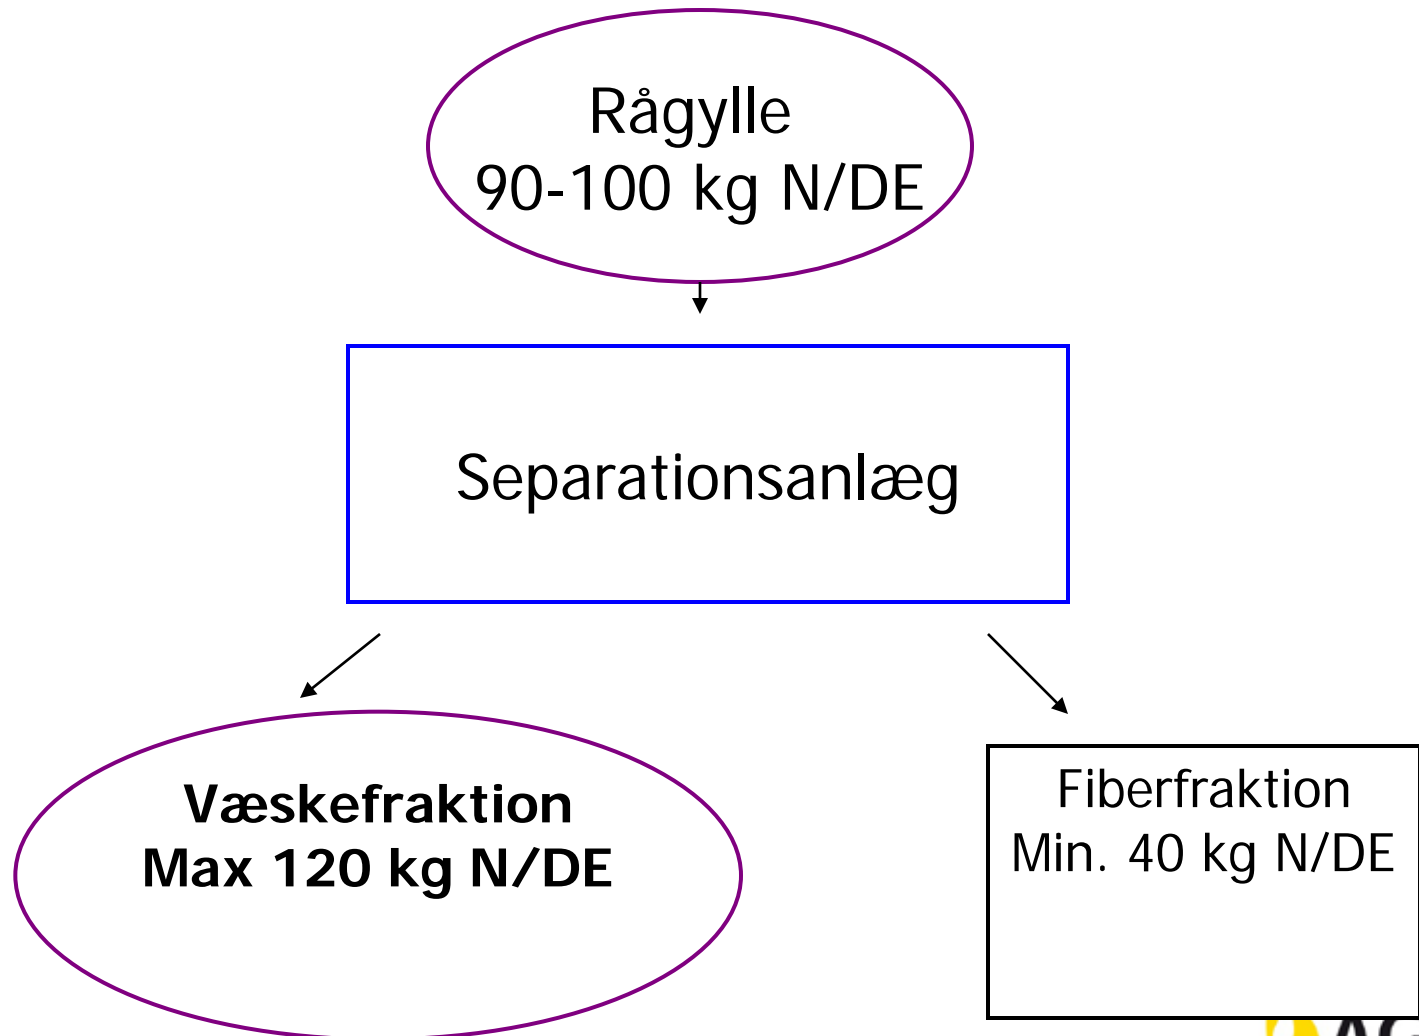 Rågylle
90-100 kg N/DE
Separationsanlæg
Væskefraktion
Max 120 kg N/DE
Fiberfraktion
Min. 40 kg N/DE